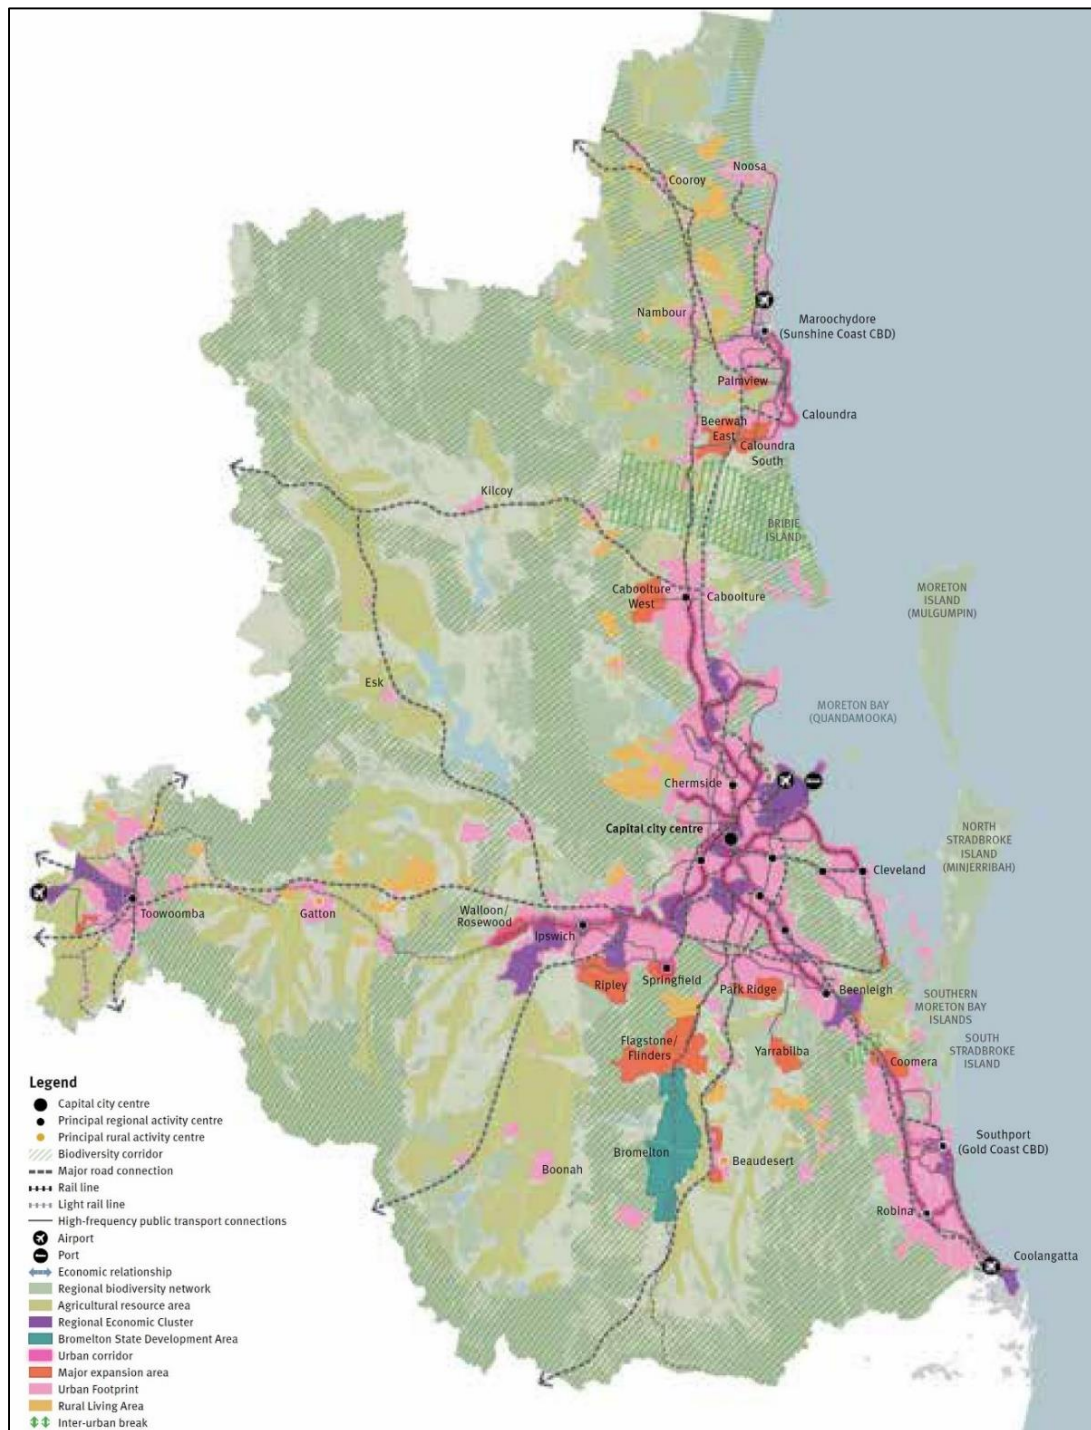 Noosa
Cooroy
Nambour
Maroochydore
(Sunshine Coast CBD)
Palmview
Caloundra
Beerwah
East
Caloundra
South
Kilcoy
BRIBIE
ISLAND
Caboolture
West
Caboolture
MORETON
ISLAND
(MULGUMPIN)
Esk
MORETON BAY
(QUANDAMOOKA)
Chermside
Capital city centre
NORTH
STRADBROKE
ISLAND
(MINJERRIBAH)
Cleveland
Toowoomba
Gatton
Walloon/
Rosewood
Ipswich
Ripley
Springfield
Park Ridge
Beenleigh
SOUTHERN
MORETON BAY
ISLANDS
Flagstone/
Flinders
Yarrabilba
SOUTH
STRADBROKE
ISLAND
Coomera
Legend
Capital city centre
Principal regional activity centre
Principal rural activity centre
Biodiversity corridor
Major road connection
Rail line
Light rail line
High-frequency public transport connections
Airport
Port
Economic relationship
Regional biodiversity network
Agricultural resource area
Regional Economic Cluster
Bromelton State Development Area
Urban corridor
Major expansion area
Urban Footprint
Rural Living Area
Inter-urban break
Boonah
Bromelton
Beaudesert
Southport
(Gold Coast CBD)
Robina
Coolangatta